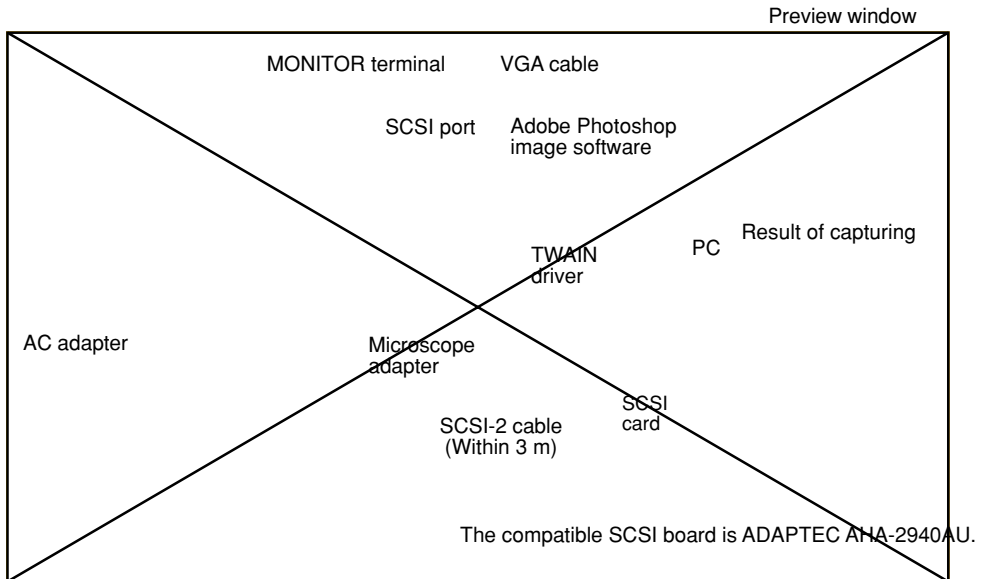 Preview window
MONITOR terminal
VGA cable
SCSI port
Adobe Photoshop
image software
Result of capturing
PC
TWAIN
driver
AC adapter
Microscope
adapter
SCSI
card
SCSI-2 cable
(Within 3 m)
The compatible SCSI board is ADAPTEC AHA-2940AU.